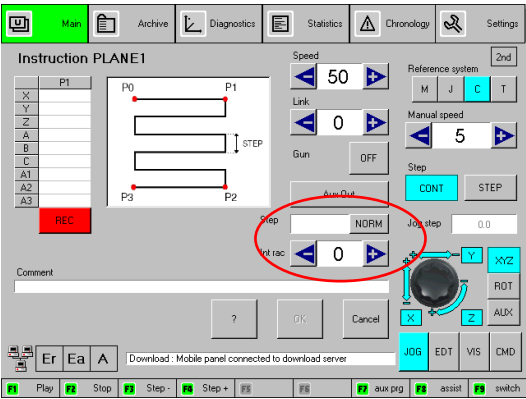 Main Archive Diagnostics Statistics Chronology Settings
Instruction PLANE1
Speed
2nd
Reference system
P1
X
Y
Z
A
B
C
A1
A2
A3
REC
P0 P1
STEP
P3 P2
50
M J C T
Link
0
Manual speed
5
Gun OFF
Step
CONT STEP
Aux Out
Step NORM
Jog step 0.0
Int rac 0
Y XYZ
ROT
X Z AUX
Comment
? OK Cancel
Er Ea A Download : Mobile panel connected to download server
JOG EDT VIS CMD
F1 Play F2 Stop F3 Step - F4 Step + F5 F6 F7 aux prg F8 assist F9 switch